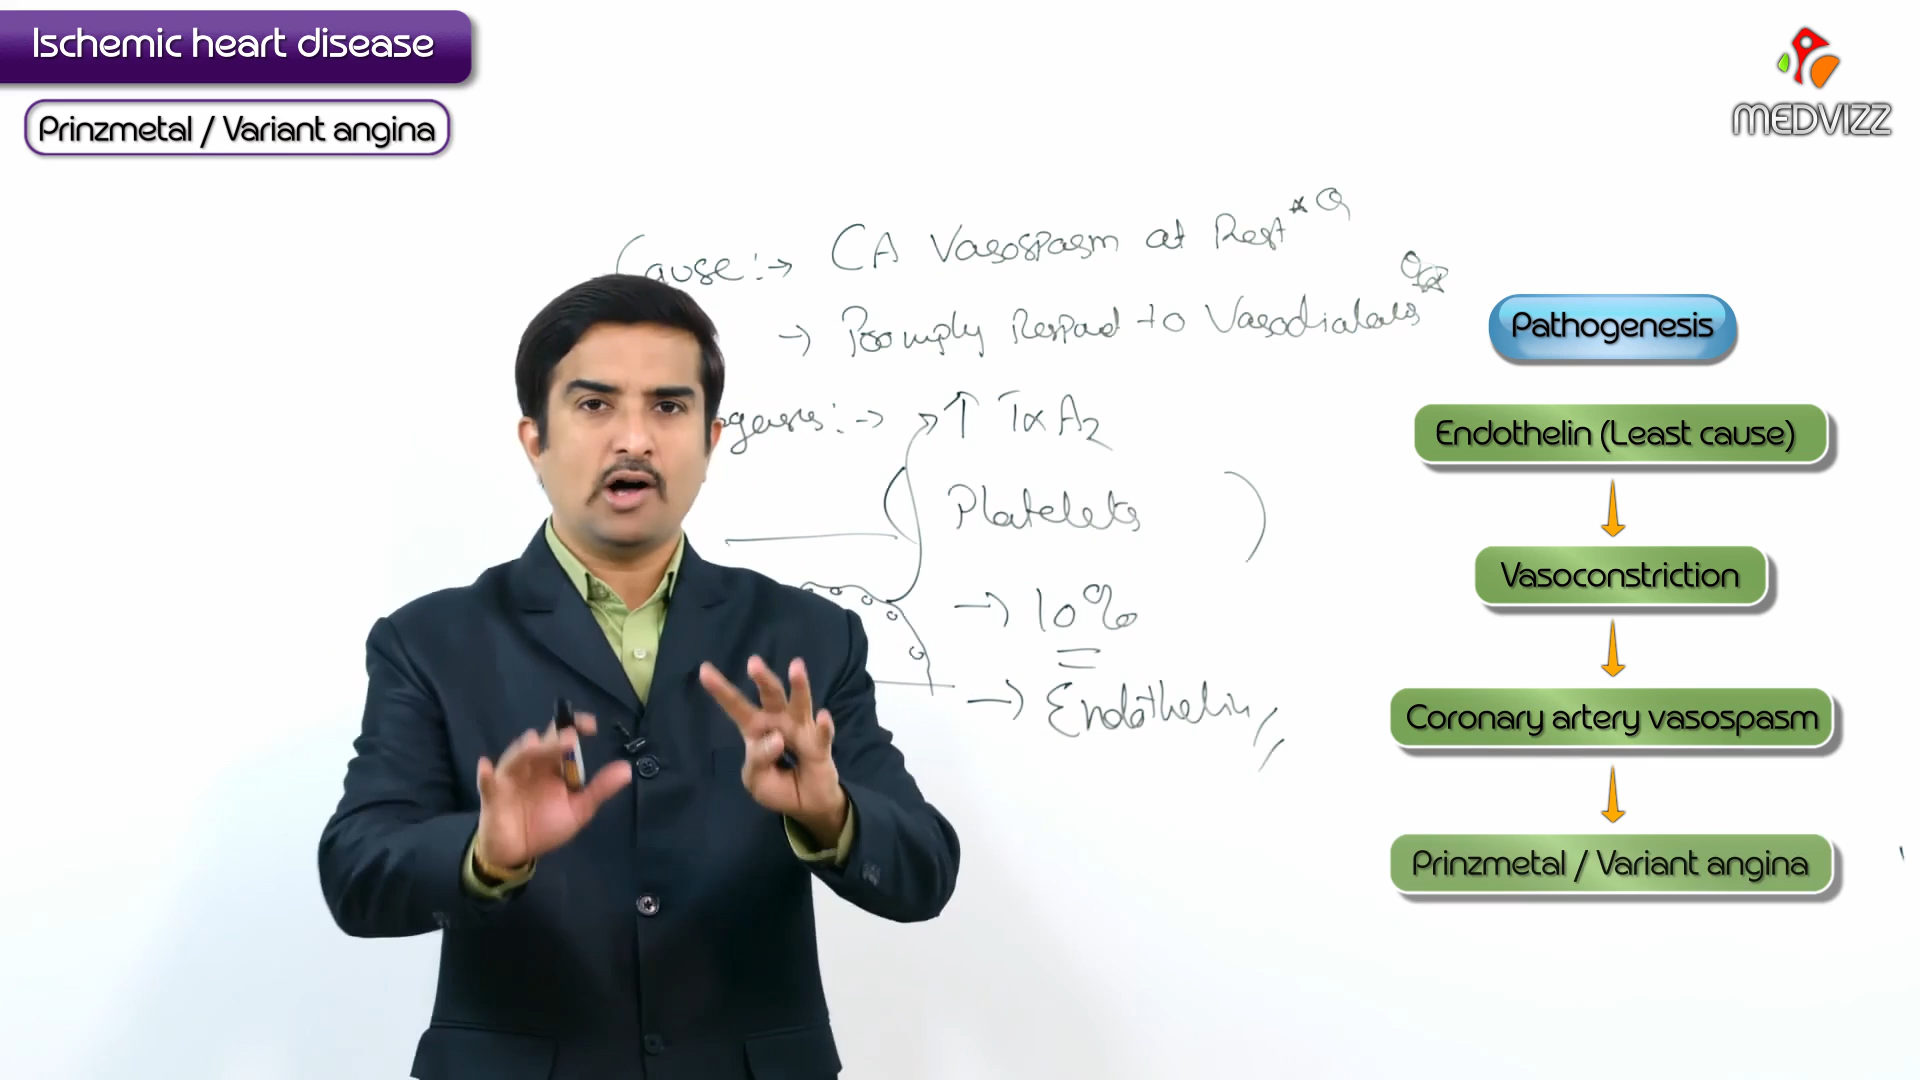 Ischemic heart disease
Prinzmetal / Variant angina
MEDVIZZ
Cause :→ CA Vasospasm at Rest * Q
→ Promply Respond to Vasodialators
:→ ↑ TxA2
Platelets
→ 10%
→ Endothelin
Pathogenesis
Endothelin (Least cause)
Vasoconstriction
Coronary artery vasospasm
Prinzmetal / Variant angina